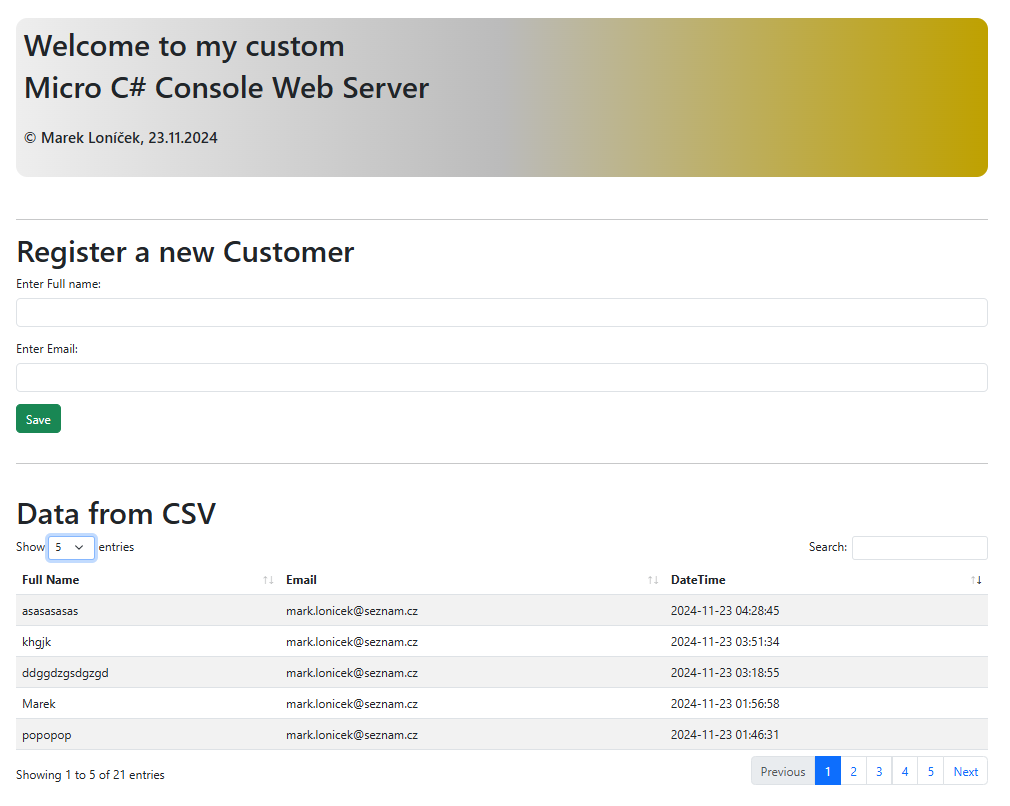 Welcome to my custom
Micro C# Console Web Server
© Marek Loníček, 23.11.2024
Register a new Customer
Enter Full name:
Enter Email:
Save
Data from CSV
Show 5 entries Search:
Full Name Email DateTime
asasasasas mark.lonicek@seznam.cz 2024-11-23 04:28:45
khgjk mark.lonicek@seznam.cz 2024-11-23 03:51:34
ddggdzgsdgzgd mark.lonicek@seznam.cz 2024-11-23 03:18:55
Marek mark.lonicek@seznam.cz 2024-11-23 01:56:58
popopop mark.lonicek@seznam.cz 2024-11-23 01:46:31
Showing 1 to 5 of 21 entries Previous 1 2 3 4 5 Next